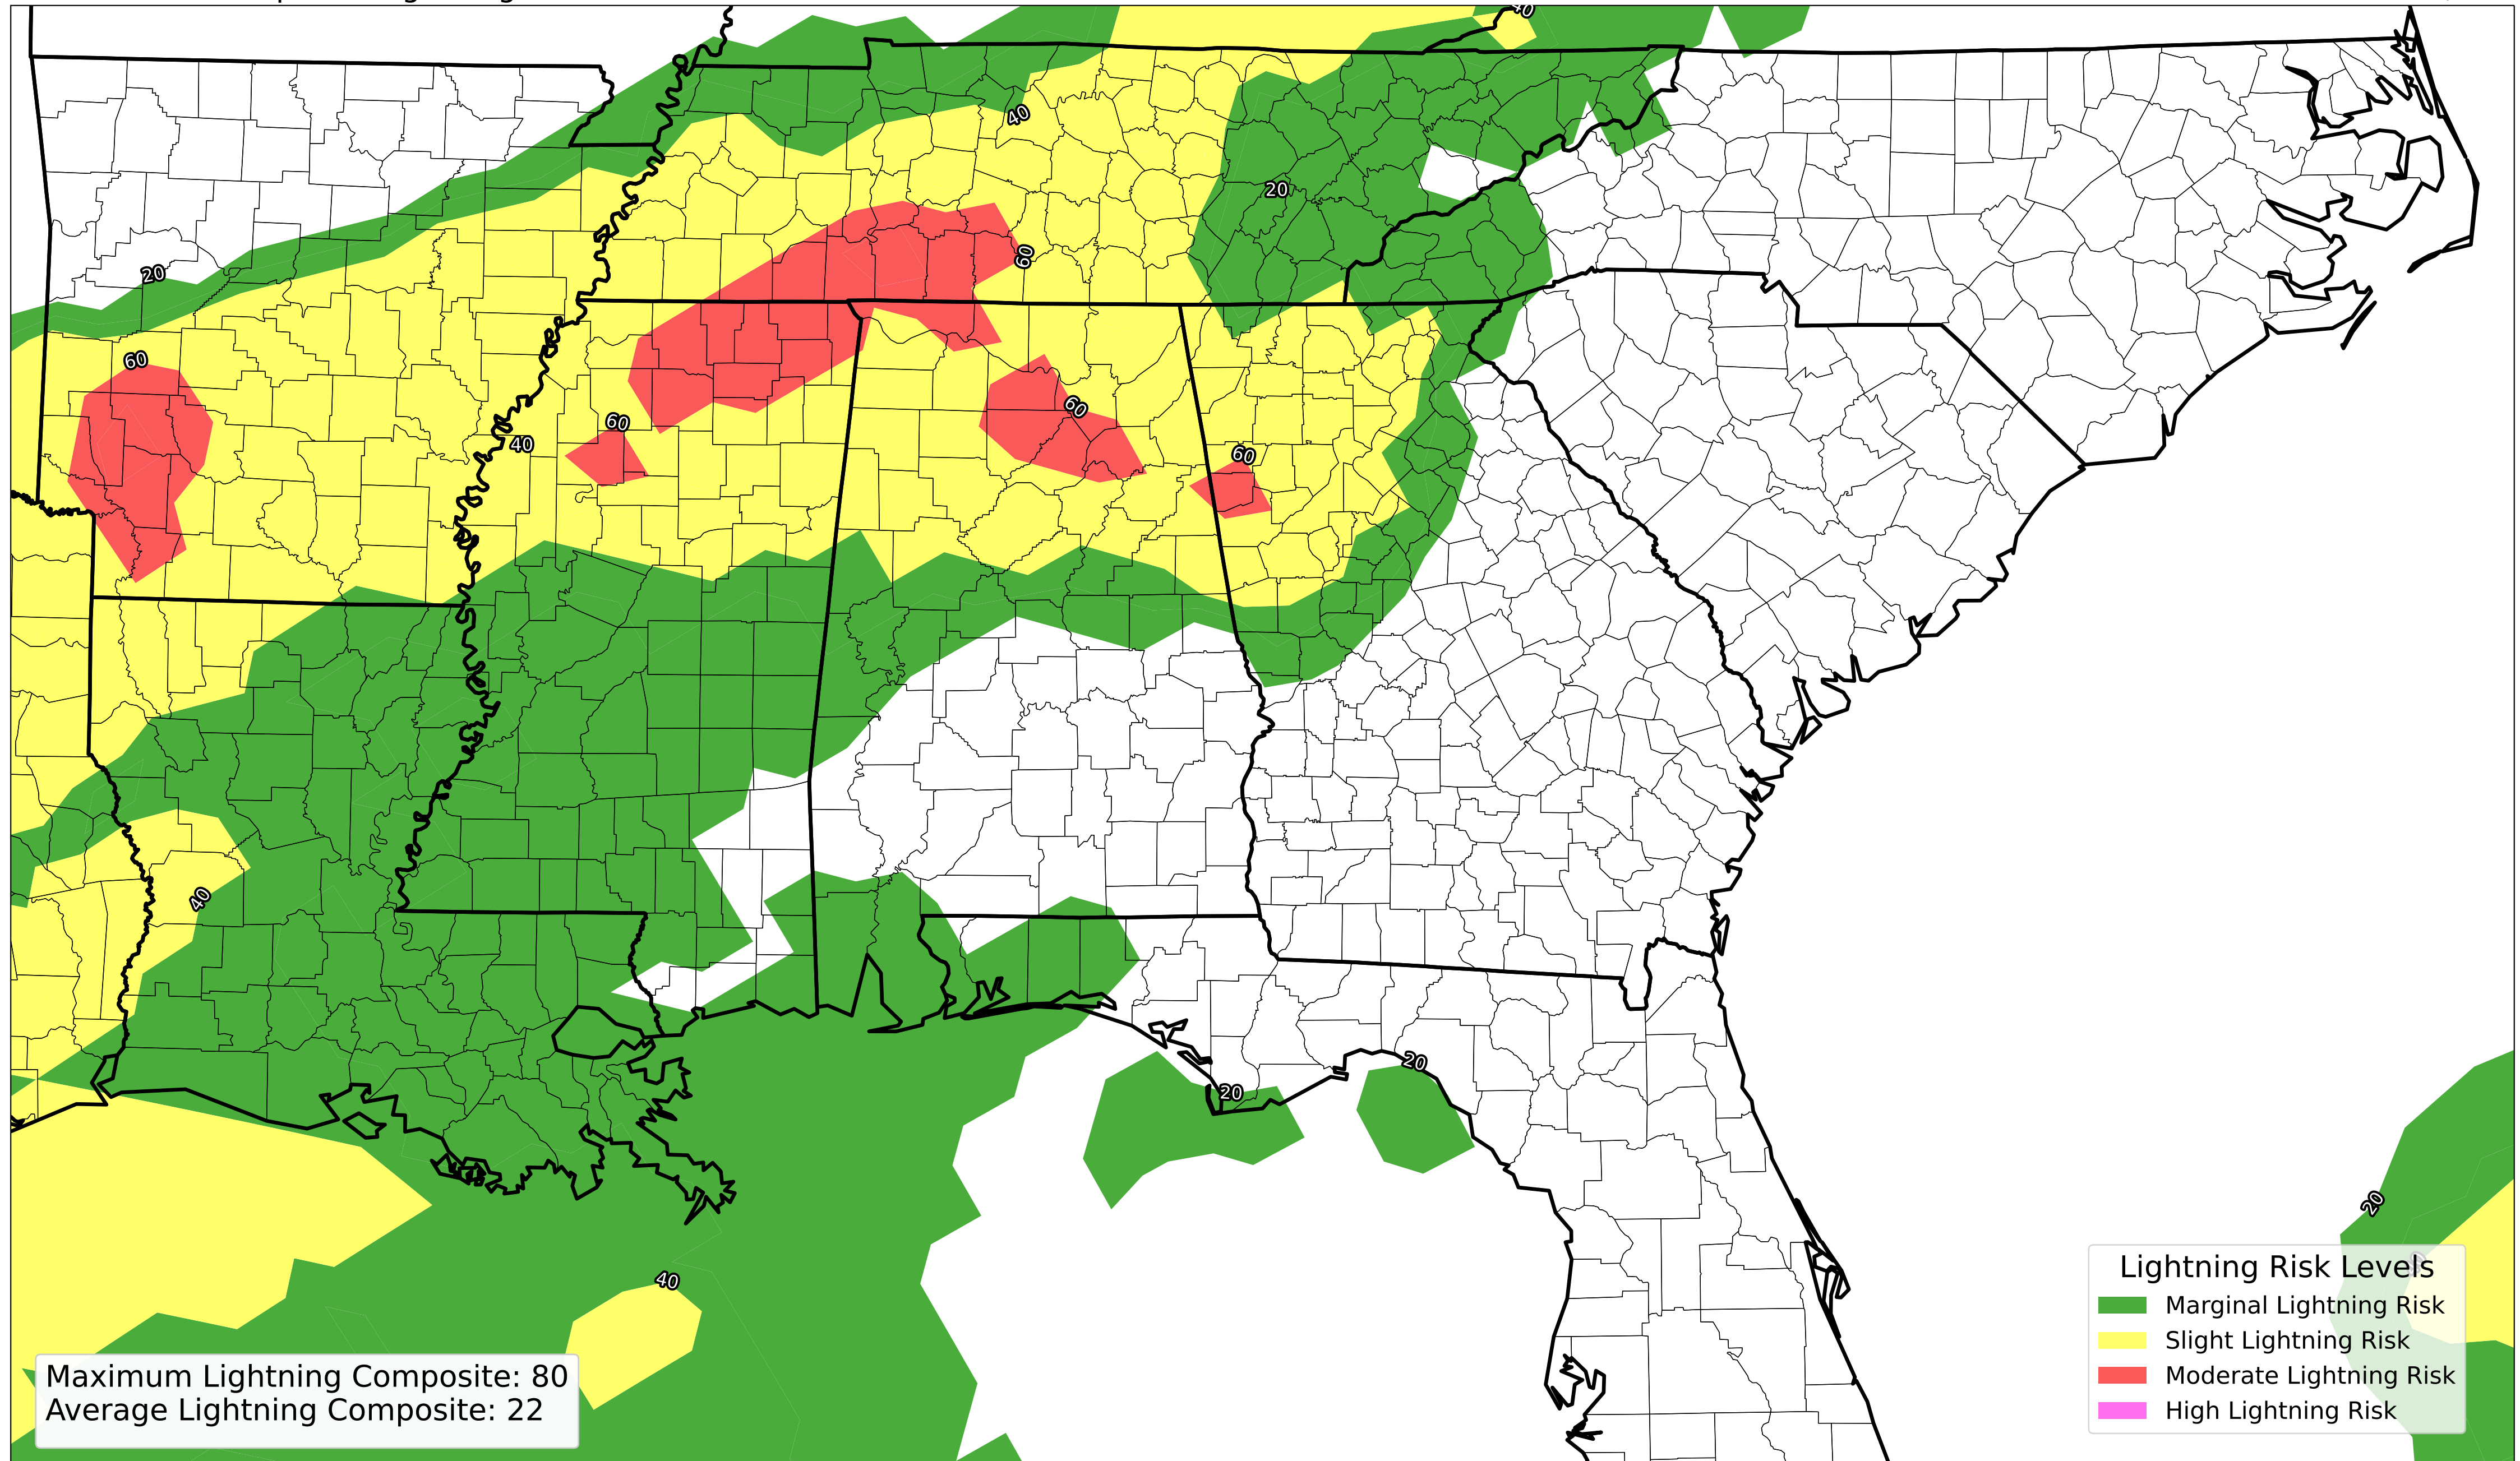 40
40
20
20
60
60
60
40
60
60
40
20
20
20
40
Lightning Risk Levels
Marginal Lightning Risk
Slight Lightning Risk
Moderate Lightning Risk
High Lightning Risk
Maximum Lightning Composite: 80
Average Lightning Composite: 22